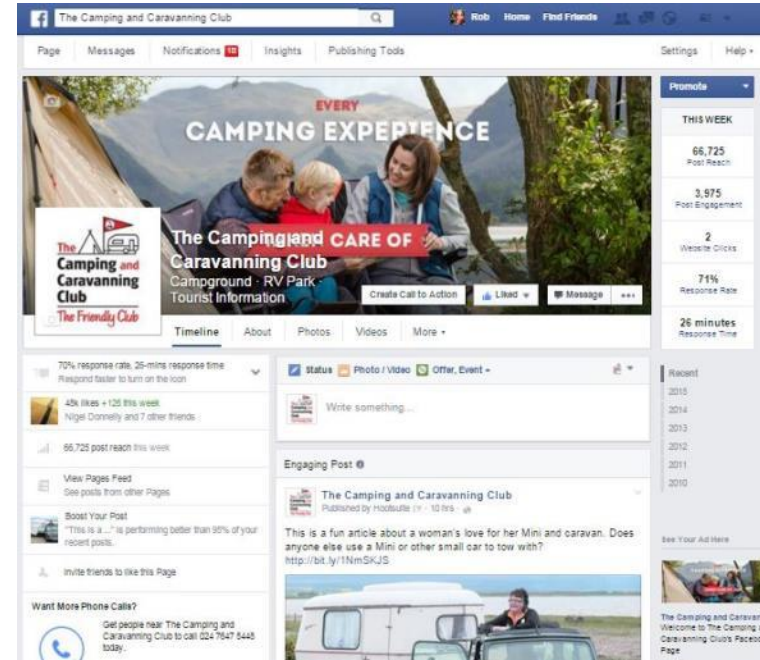 The Camping and Caravanning Club
Rob Home Find Friends
Page Messages Notifications 10 Insights Publishing Tools Settings Help
EVERY
CAMPING EXPERIENCE
CARE OF
The Camping and
Caravanning Club
The Friendly Club
The Camping and
Caravanning Club
Campground · RV Park ·
Tourist Information
Create Call to Action Liked Message
Timeline About Photos Videos More
Promote
THIS WEEK
66,725
Post Reach
3,975
Post Engagement
2
Website Clicks
71%
Response Rate
26 minutes
Response Time
Recent
2015
2014
2013
2012
2011
2010
70% response rate, 26-mins response time
Respond faster to turn on the icon
48k likes +126 this week
Nigel Donnelly and 7 other friends
66,725 post reach this week
View Pages Feed
See posts from other Pages
Boost Your Post
"This is a ..." is performing better than 95% of your
recent posts.
Invite friends to like this Page
Want More Phone Calls?
Get people near The Camping and
Caravanning Club to call 024 7647 5448
today.
Status Photo / Video Offer, Event
Write something...
Engaging Post
The Camping and Caravanning Club
Published by Hootsuite · 10 hrs ·
This is a fun article about a woman's love for her Mini and caravan. Does
anyone else use a Mini or other small car to tow with?
http://bit.ly/1NmSKJS
See Your Ad Here
The Camping and Caravan
Welcome to The Camping
Caravanning Club's Facebo
Page